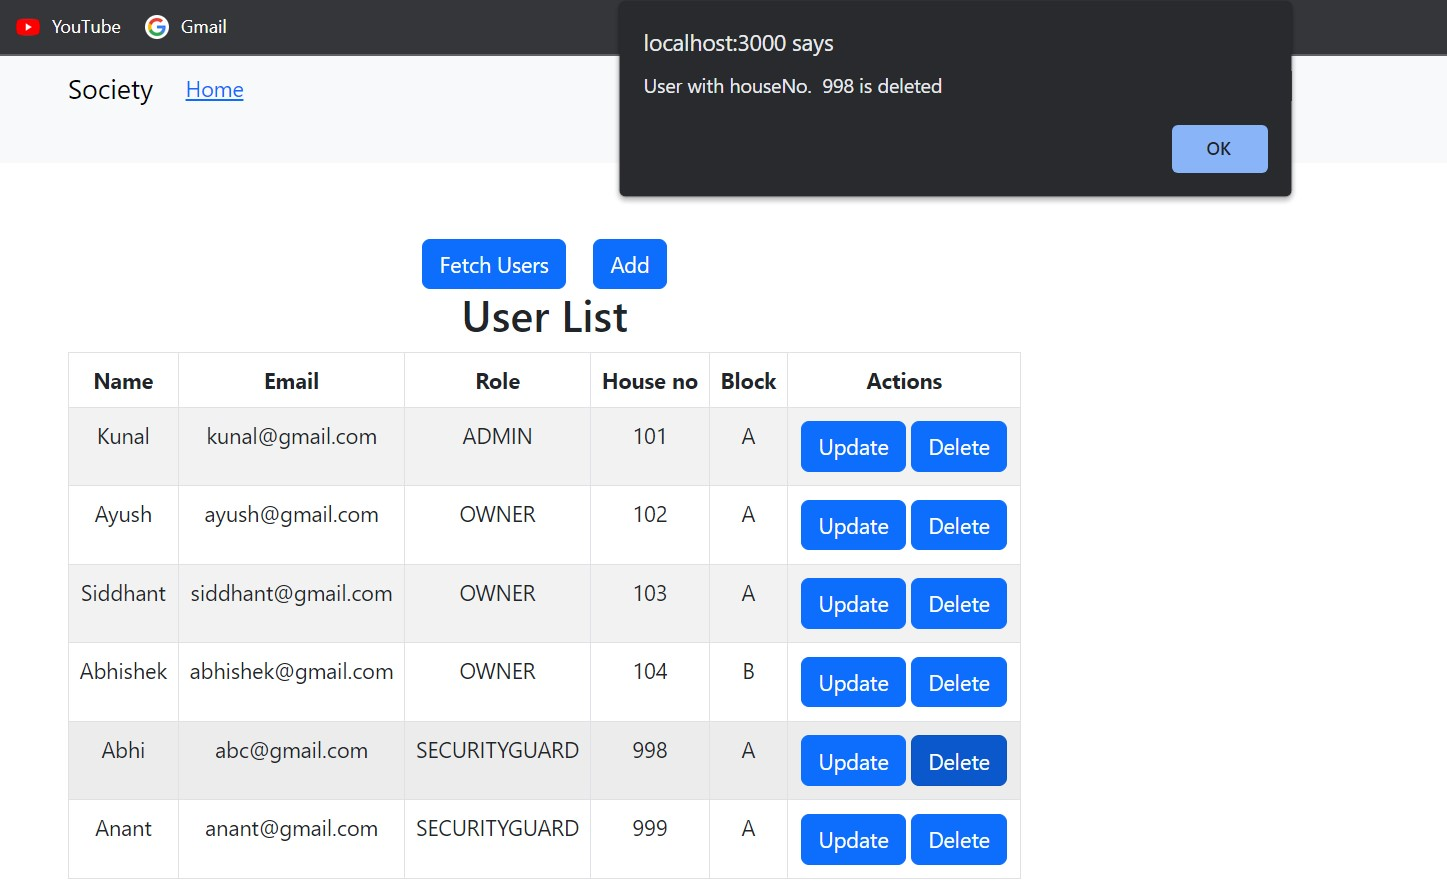 YouTube Gmail
localhost:3000 says
User with houseNo.  998 is deleted
OK
Society Home
Fetch Users Add
User List
Name Email Role House no Block Actions
Kunal kunal@gmail.com ADMIN 101 A Update Delete
Ayush ayush@gmail.com OWNER 102 A Update Delete
Siddhant siddhant@gmail.com OWNER 103 A Update Delete
Abhishek abhishek@gmail.com OWNER 104 B Update Delete
Abhi abc@gmail.com SECURITYGUARD 998 A Update Delete
Anant anant@gmail.com SECURITYGUARD 999 A Update Delete